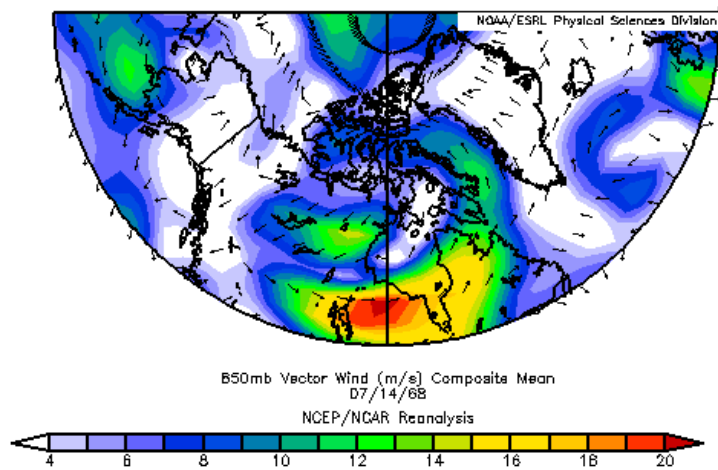 NOAA/ESRL Physical Sciences Division
850mb Vector Wind (m/s) Composite Mean
07/14/68
NCEP/NCAR Reanalysis
4 6 8 10 12 14 16 18 20